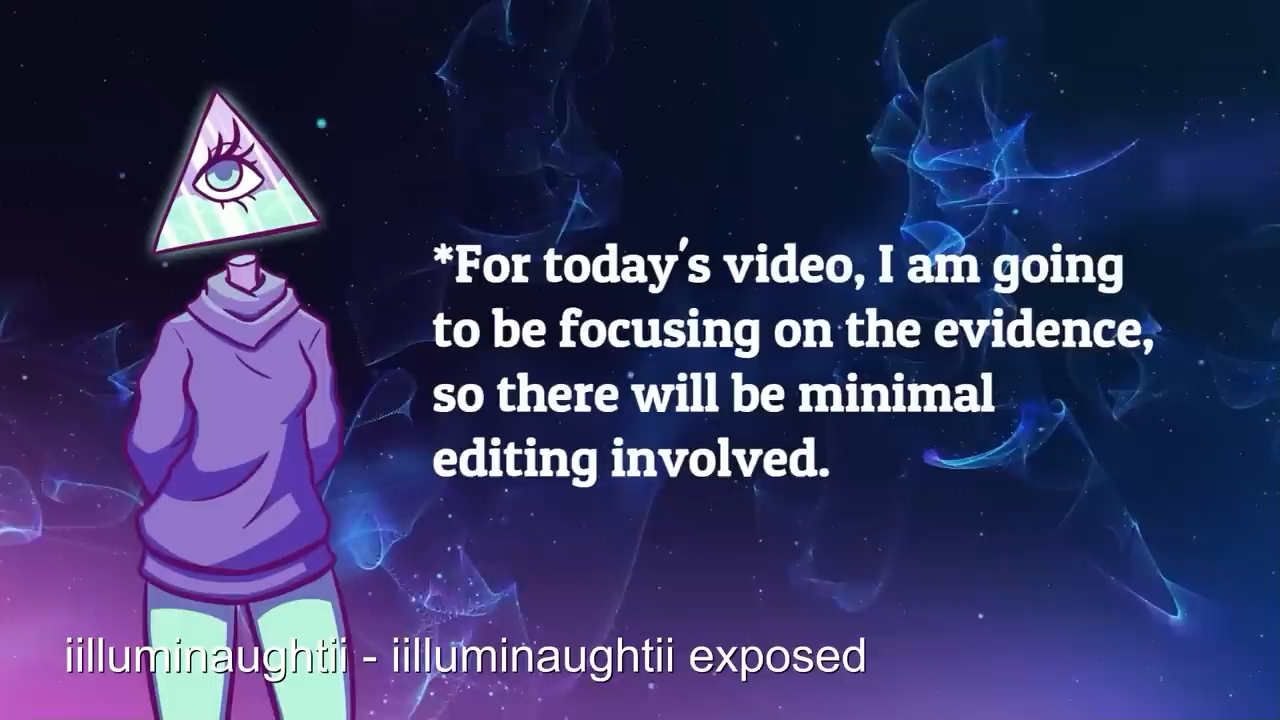 *For today's video, I am going
to be focusing on the evidence,
so there will be minimal
editing involved.
iilluminaughtii - iilluminaughtii exposed